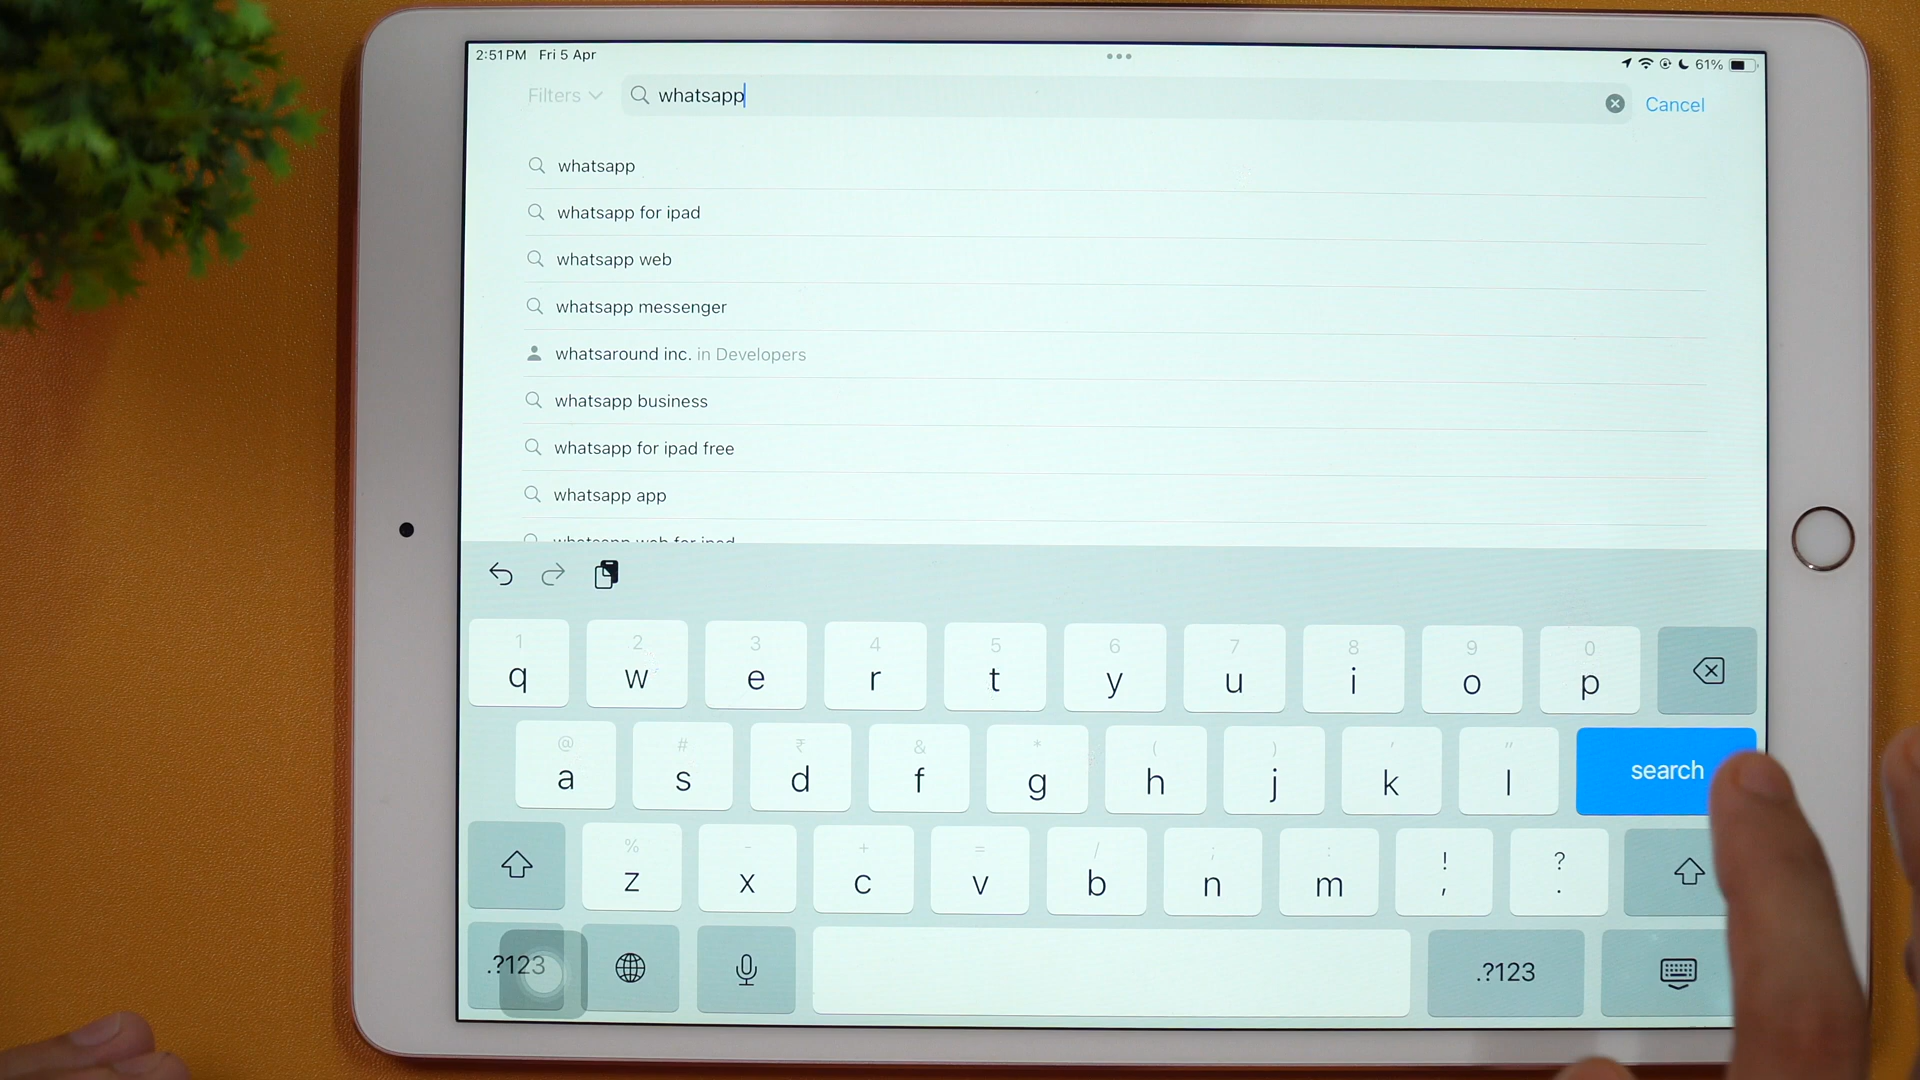 2:51 PM Fri 5 Apr
61%
Filters
whatsapp
Cancel
whatsapp
whatsapp for ipad
whatsapp web
whatsapp messenger
whatsaround inc. in Developers
whatsapp business
whatsapp for ipad free
whatsapp app
whatsapp web for ipad
1 2 3 4 5 6 7 8 9 0
q w e r t y u i o p
@ # ₹ & * ( ) ' "
a s d f g h j k l search
% - + = / ; : ! ?
z x c v b n m , .
.?123 .?123